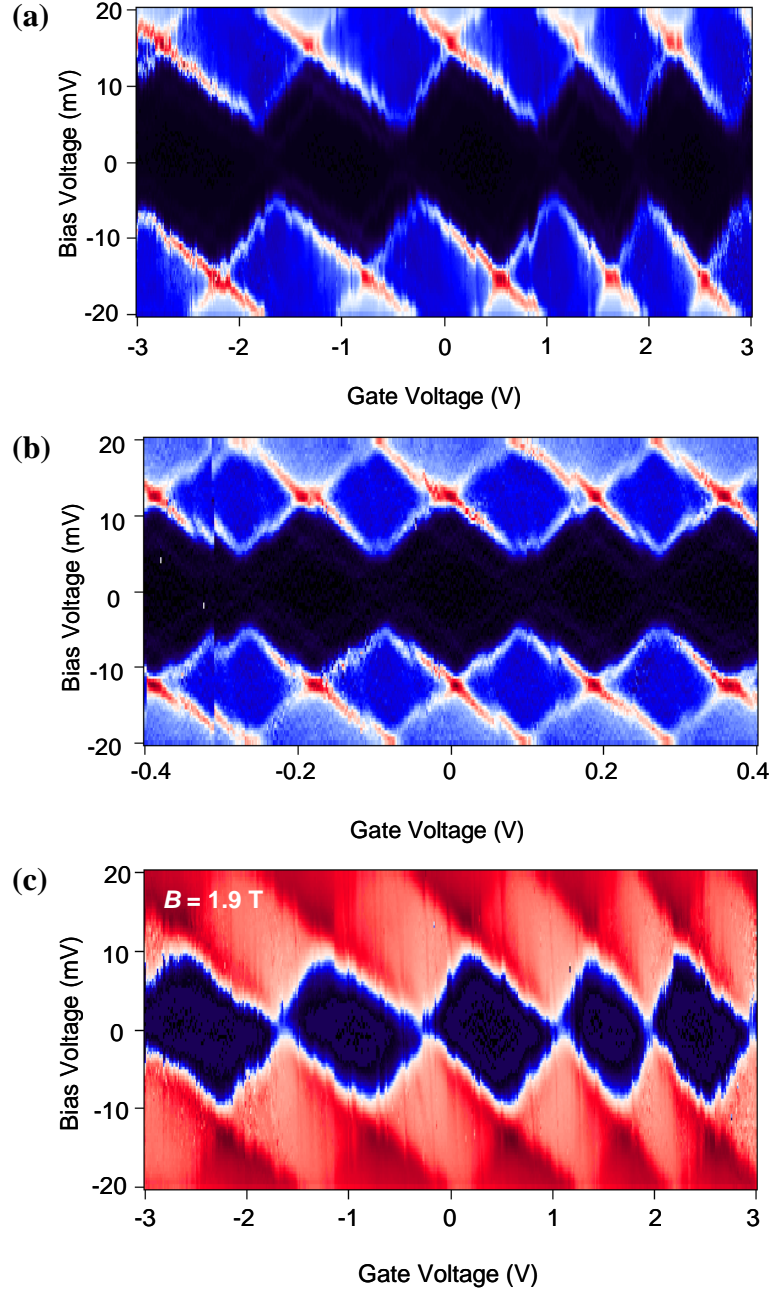 (a)
Bias Voltage (mV)
20
10
0
-10
-20
-3 -2 -1 0 1 2 3
Gate Voltage (V)
(b)
Bias Voltage (mV)
20
10
0
-10
-20
-0.4 -0.2 0 0.2 0.4
Gate Voltage (V)
(c)
B = 1.9 T
Bias Voltage (mV)
20
10
0
-10
-20
-3 -2 -1 0 1 2 3
Gate Voltage (V)